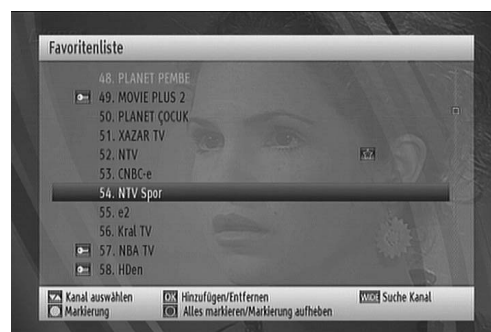 Favoritenliste
48. PLANET PEMBE
49. MOVIE PLUS 2
50. PLANET ÇOCUK
51. XAZAR TV
52. NTV
53. CNBC-e
54. NTV Spor
55. e2
56. Kral TV
57. NBA TV
58. HDen
Kanal auswählen OK Hinzufügen/Entfernen WIDE Suche Kanal
Markierung Alles markieren/Markierung aufheben